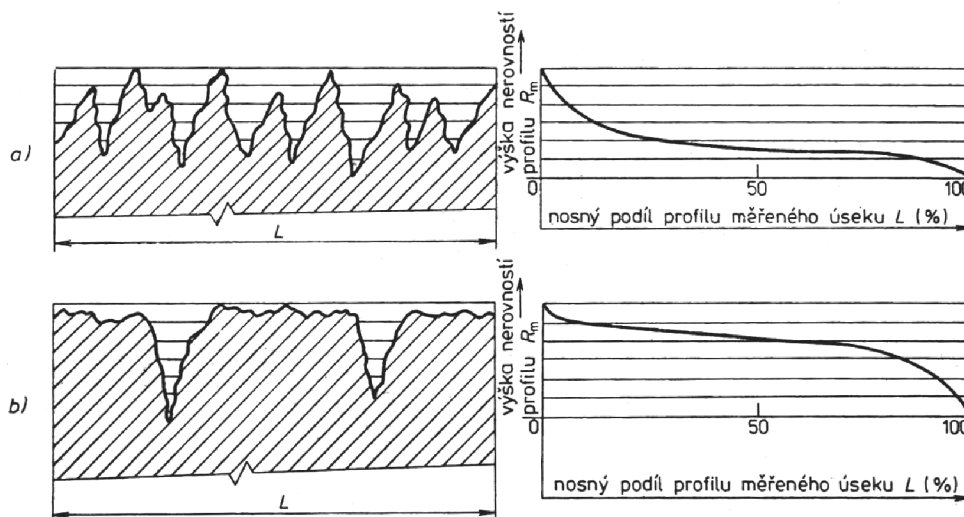 a)
L
výška nerovností
profilu Rm
0
50
100
nosný podíl profilu měřeného úseku L (%)
b)
L
výška nerovností
profilu Rm
0
50
100
nosný podíl profilu měřeného úseku L (%)